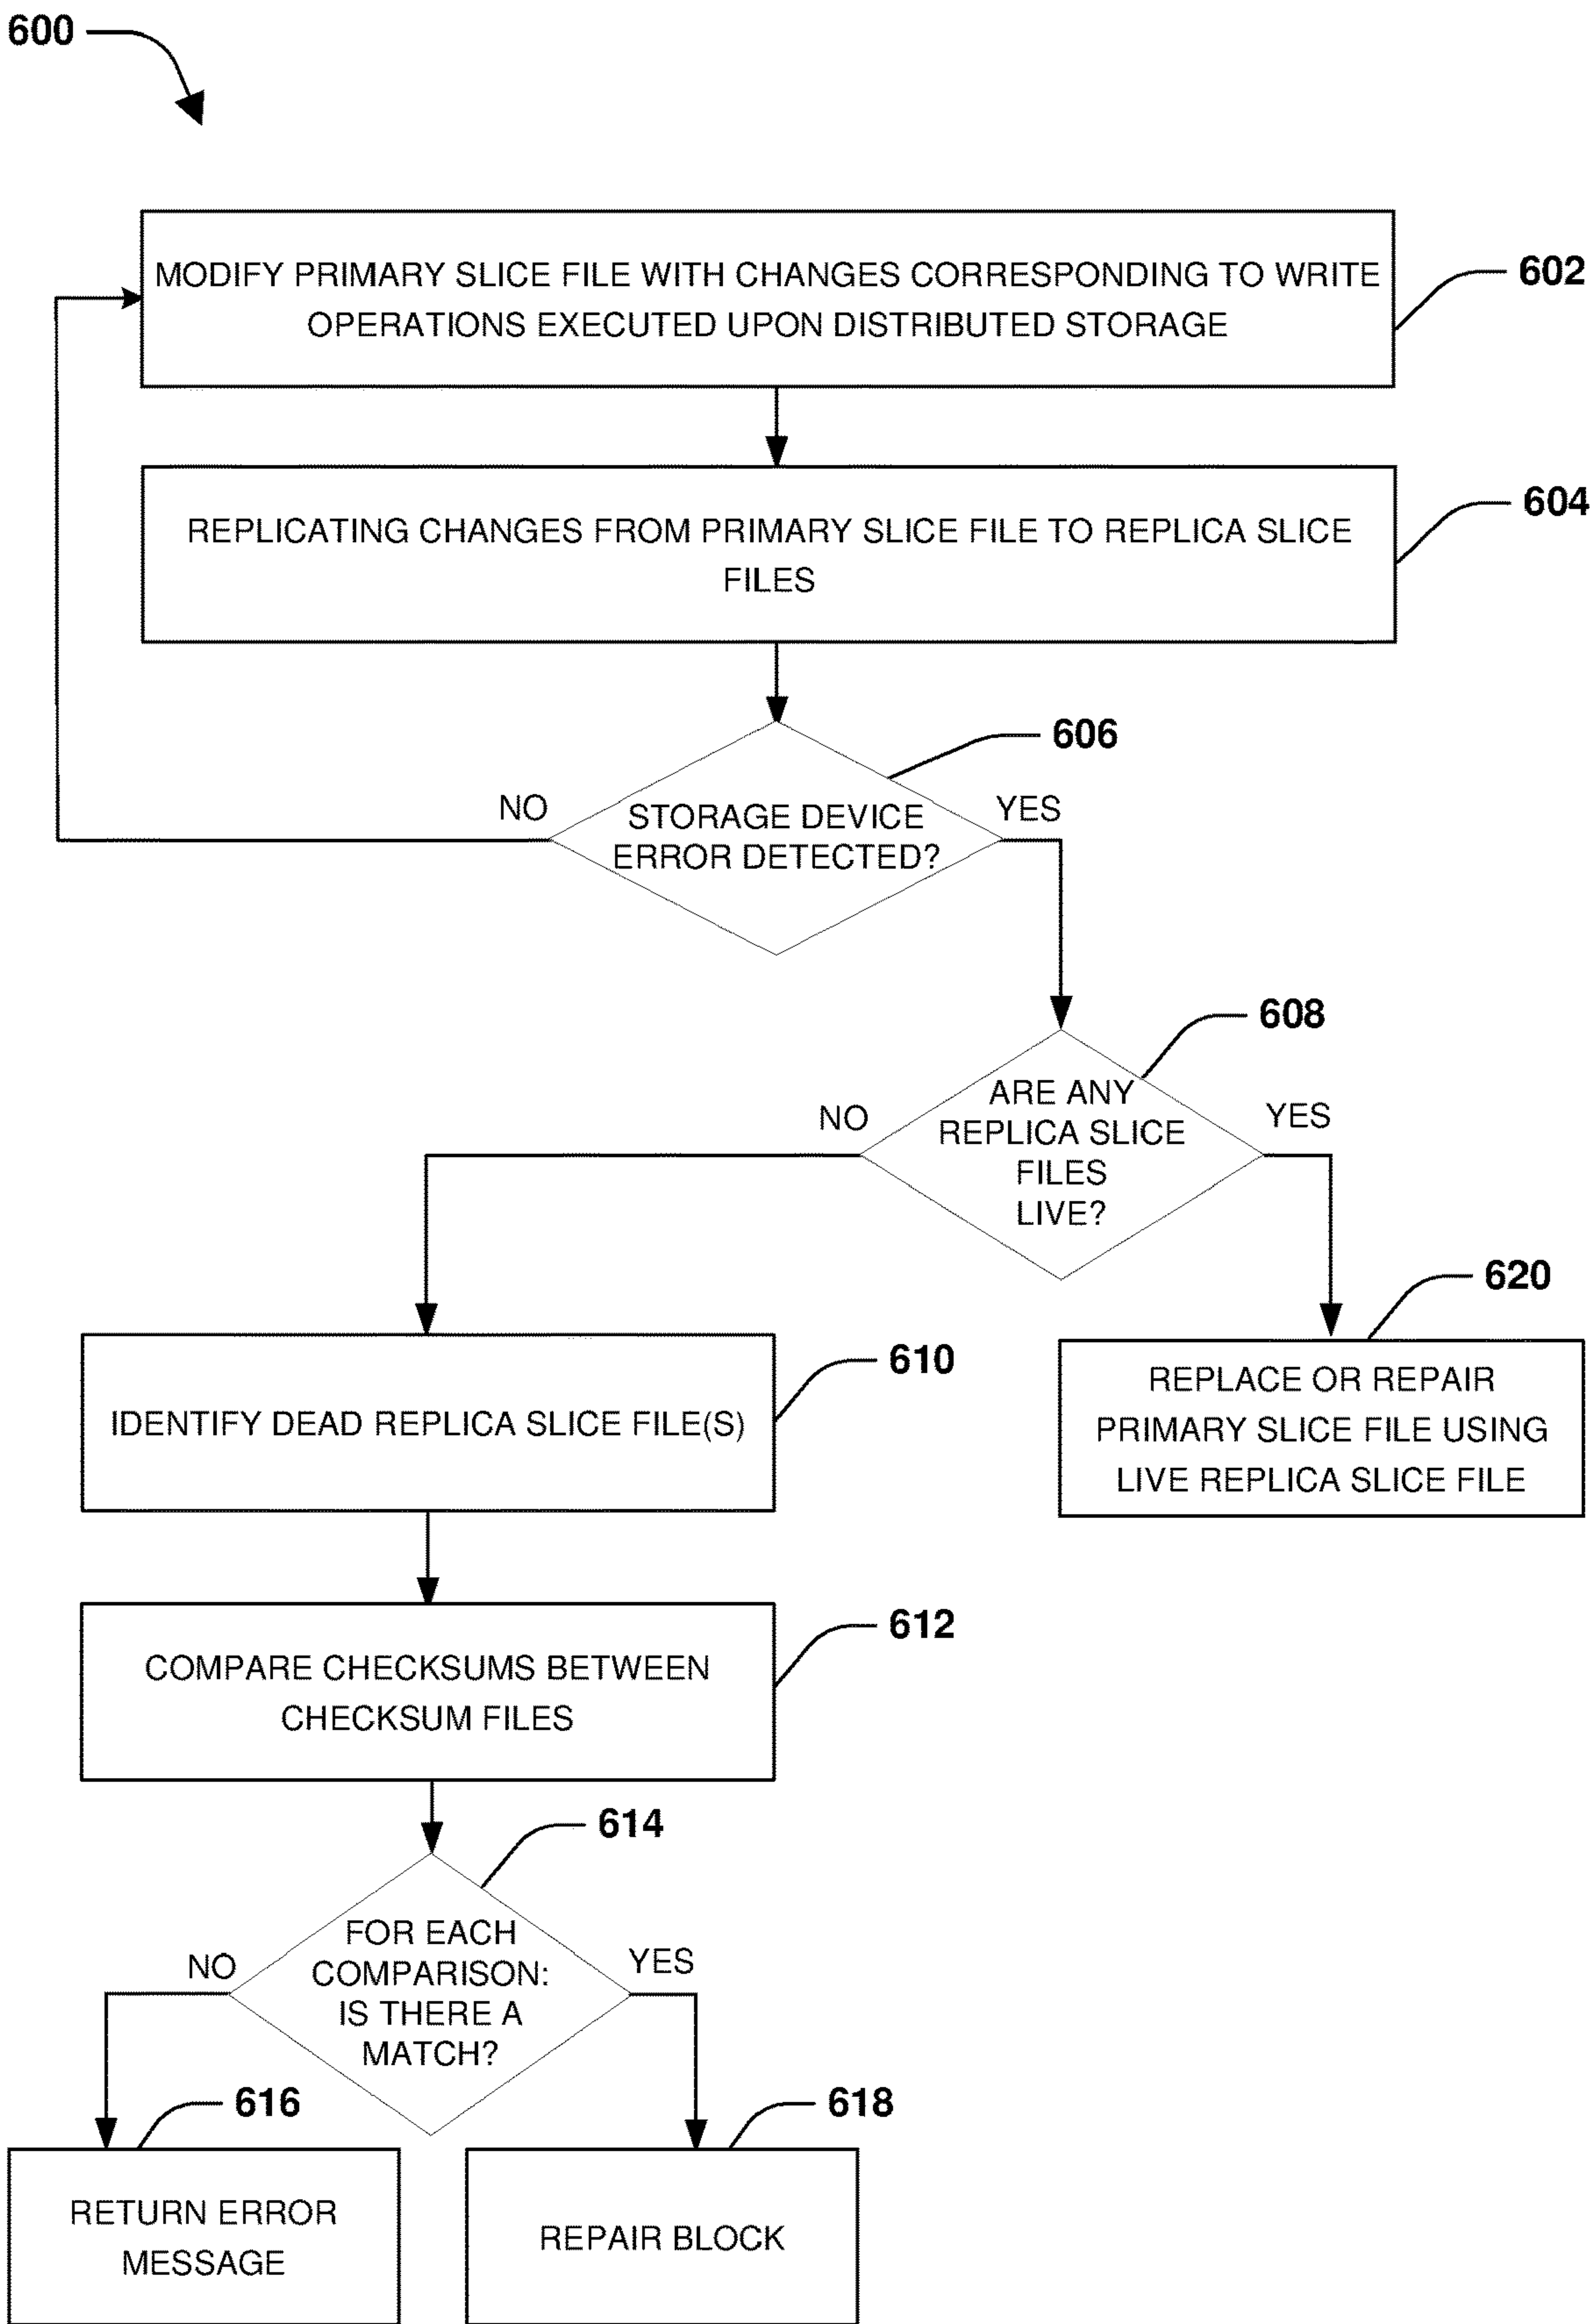 600
MODIFY PRIMARY SLICE FILE WITH CHANGES CORRESPONDING TO WRITE
OPERATIONS EXECUTED UPON DISTRIBUTED STORAGE
602
REPLICATING CHANGES FROM PRIMARY SLICE FILE TO REPLICA SLICE
FILES
604
606
NO
STORAGE DEVICE
ERROR DETECTED?
YES
608
NO
ARE ANY
REPLICA SLICE
FILES
LIVE?
YES
620
610
IDENTIFY DEAD REPLICA SLICE FILE(S)
REPLACE OR REPAIR
PRIMARY SLICE FILE USING
LIVE REPLICA SLICE FILE
612
COMPARE CHECKSUMS BETWEEN
CHECKSUM FILES
614
NO
FOR EACH
COMPARISON:
IS THERE A
MATCH?
YES
616
618
RETURN ERROR
MESSAGE
REPAIR BLOCK